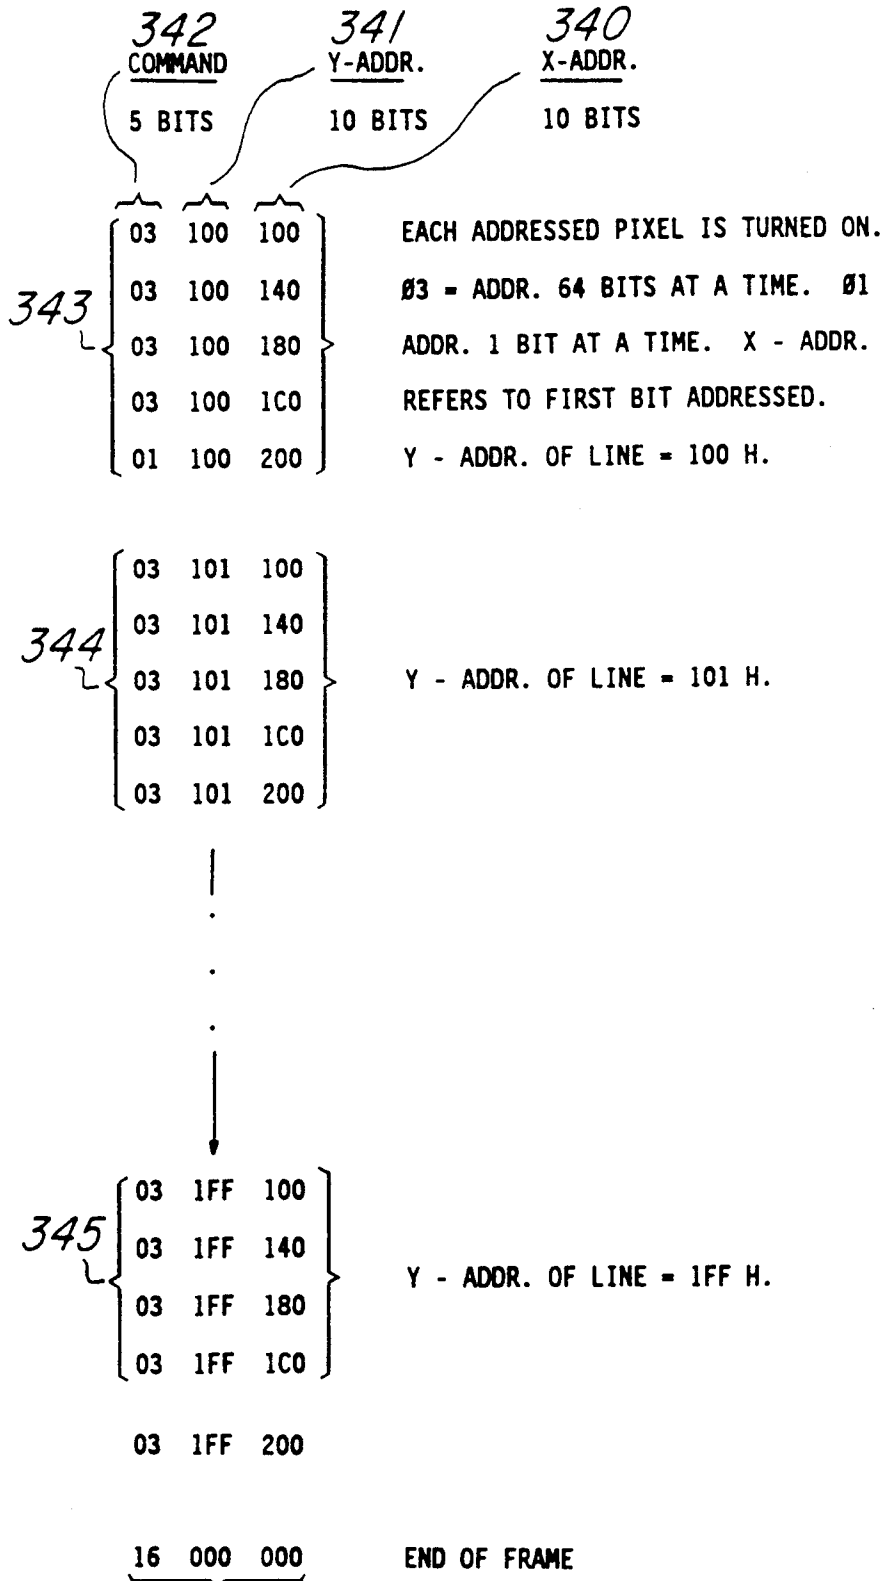 342 341 340
COMMAND Y-ADDR. X-ADDR.
5 BITS 10 BITS 10 BITS
03 100 100 EACH ADDRESSED PIXEL IS TURNED ON.
03 100 140 Ø3 = ADDR. 64 BITS AT A TIME. Ø1
343
03 100 180 ADDR. 1 BIT AT A TIME. X - ADDR.
03 100 1C0 REFERS TO FIRST BIT ADDRESSED.
01 100 200 Y - ADDR. OF LINE = 100 H.
03 101 100
03 101 140
344
03 101 180 Y - ADDR. OF LINE = 101 H.
03 101 1C0
03 101 200
03 1FF 100
345
03 1FF 140
Y - ADDR. OF LINE = 1FF H.
03 1FF 180
03 1FF 1C0
03 1FF 200
16 000 000 END OF FRAME